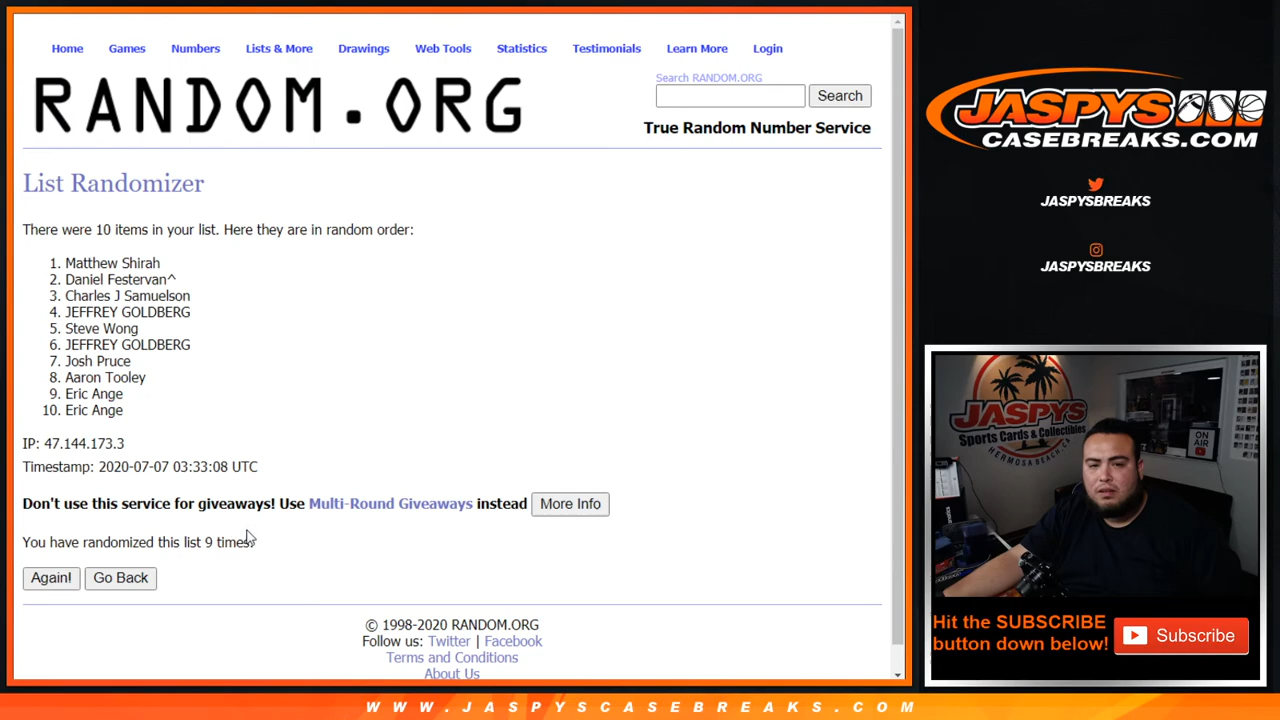 Home Games Numbers Lists & More Drawings Web Tools Statistics Testimonials Learn More Login
RANDOM.ORG
Search RANDOM.ORG
Search
True Random Number Service
List Randomizer
There were 10 items in your list. Here they are in random order:
1. Matthew Shirah
2. Daniel Festervan^
3. Charles J Samuelson
4. JEFFREY GOLDBERG
5. Steve Wong
6. JEFFREY GOLDBERG
7. Josh Pruce
8. Aaron Tooley
9. Eric Ange
10. Eric Ange
IP: 47.144.173.3
Timestamp: 2020-07-07 03:33:08 UTC
Don't use this service for giveaways! Use Multi-Round Giveaways instead More Info
You have randomized this list 9 times.
Again! Go Back
© 1998-2020 RANDOM.ORG
Follow us: Twitter | Facebook
Terms and Conditions
About Us
JASPYS
CASEBREAKS.COM
JASPYSBREAKS
JASPYSBREAKS
JASPYS
Sports Cards & Collectibles
HERMOSA BEACH, CA
ON AIR
Hit the SUBSCRIBE
button down below!
Subscribe
WWW.JASPYSCASEBREAKS.COM